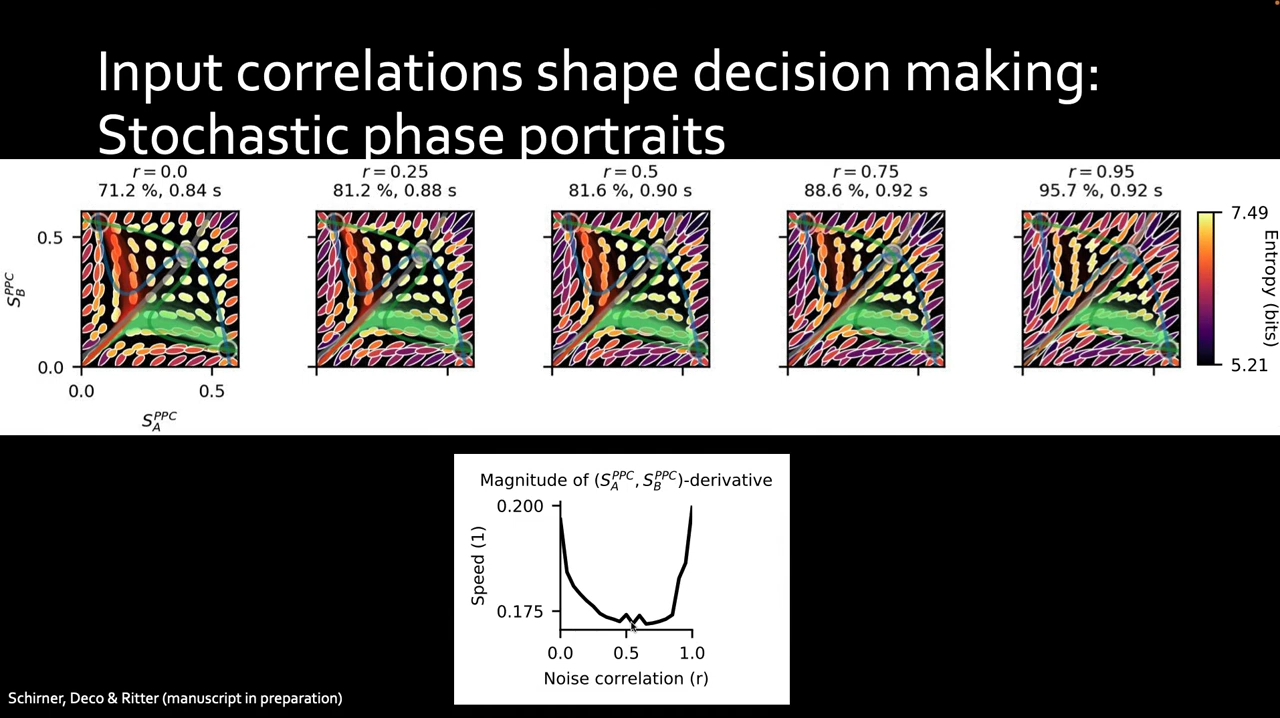 Input correlations shape decision making:
Stochastic phase portraits
r = 0.0
71.2 %, 0.84 s
r = 0.25
81.2 %, 0.88 s
r = 0.5
81.6 %, 0.90 s
r = 0.75
88.6 %, 0.92 s
r = 0.95
95.7 %, 0.92 s
S_B^PPC
0.5
0.0
0.0 0.5
S_A^PPC
7.49
Entropy (bits)
5.21
Magnitude of (S_A^PPC, S_B^PPC)-derivative
Speed (1)
0.200
0.175
0.0 0.5 1.0
Noise correlation (r)
Schirner, Deco & Ritter (manuscript in preparation)